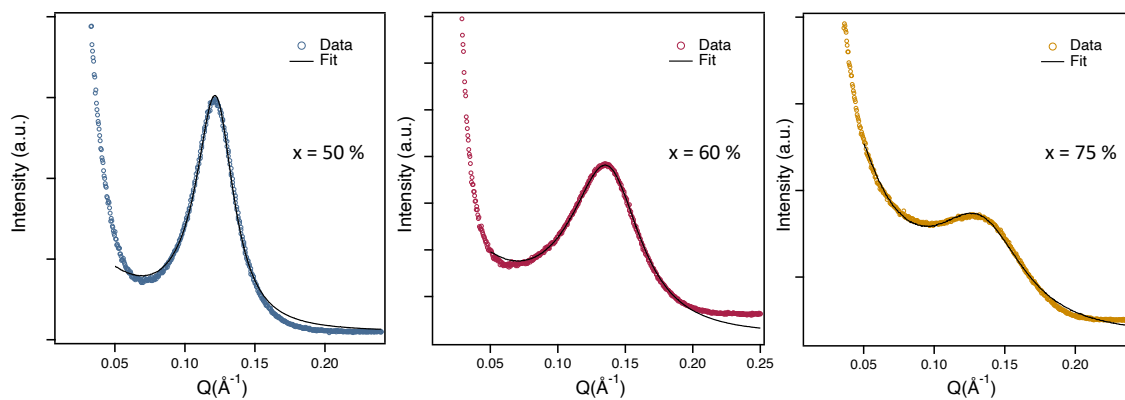 Intensity (a.u.)
Data
Fit
x = 50 %
0.05
0.10
0.15
0.20
Q(Å⁻¹)
Intensity (a.u.)
Data
Fit
x = 60 %
0.05
0.10
0.15
0.20
0.25
Q(Å⁻¹)
Intensity (a.u.)
Data
Fit
x = 75 %
0.05
0.10
0.15
0.20
Q(Å⁻¹)